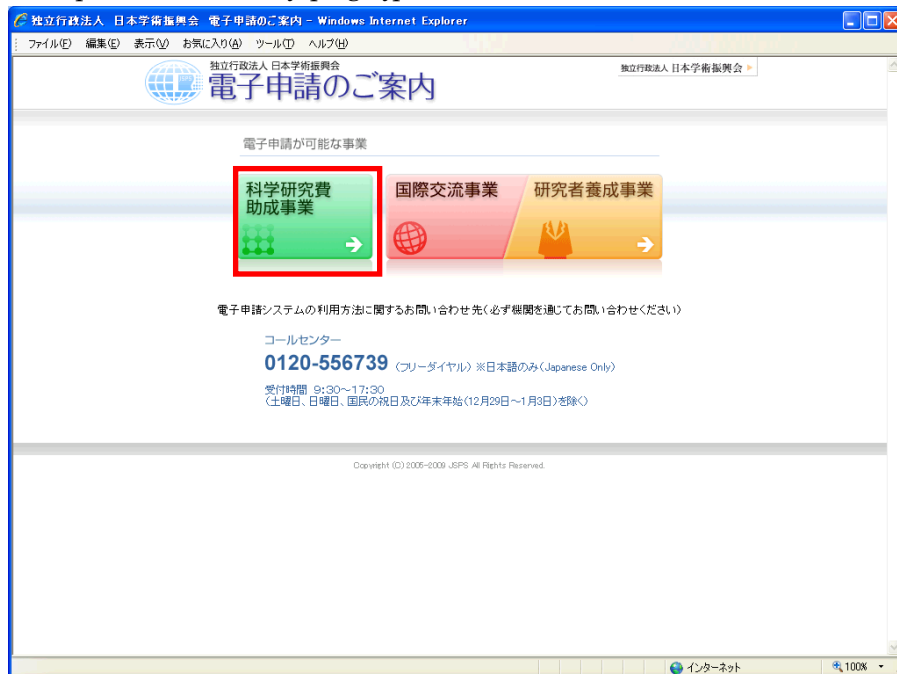 独立行政法人 日本学術振興会 電子申請のご案内 - Windows Internet Explorer
ファイル(F) 編集(E) 表示(V) お気に入り(A) ツール(T) ヘルプ(H)
独立行政法人 日本学術振興会
電子申請のご案内
独立行政法人 日本学術振興会
電子申請が可能な事業
科学研究費
助成事業
国際交流事業
研究者養成事業
電子申請システムの利用方法に関するお問い合わせ先(必ず機関を通じてお問い合わせください)
コールセンター
0120-556739 (フリーダイヤル) ※日本語のみ(Japanese Only)
受付時間 9:30~17:30
(土曜日、日曜日、国民の祝日及び年末年始(12月29日~1月3日)を除く)
Copyright (C) 2005-2009 JSPS All Rights Reserved.
インターネット 100%